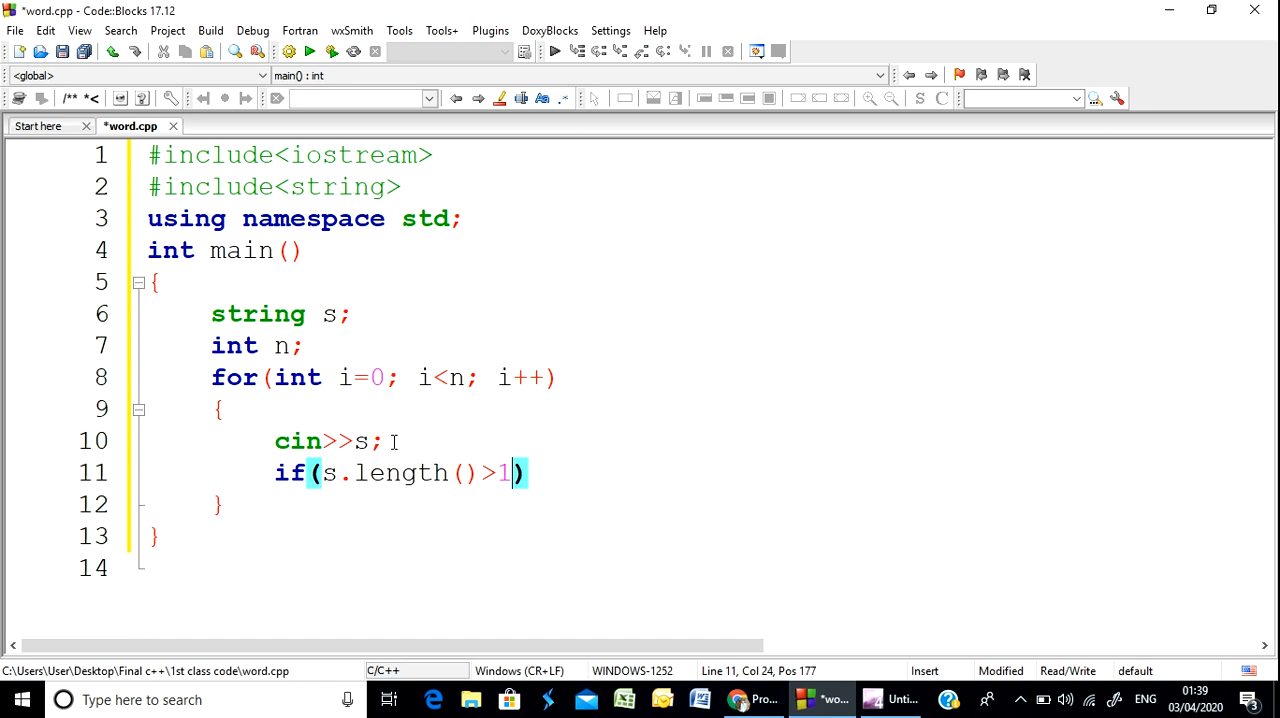 *word.cpp - Code::Blocks 17.12
File Edit View Search Project Build Debug Fortran wxSmith Tools Tools+ Plugins DoxyBlocks Settings Help
<global> main() : int
/** *< Aa .* S C
Start here *word.cpp
1 #include<iostream>
2 #include<string>
3 using namespace std;
4 int main()
5 {
6 string s;
7 int n;
8 for(int i=0; i<n; i++)
9 {
10 cin>>s;
11 if(s.length()>1)
12 }
13 }
14
C:\Users\User\Desktop\Final c++\1st class code\word.cpp C/C++ Windows (CR+LF) WINDOWS-1252 Line 11, Col 24, Pos 177 Insert Modified Read/Write default
Type here to search Pro... *wo... Unti... ENG 01:39
03/04/2020 3